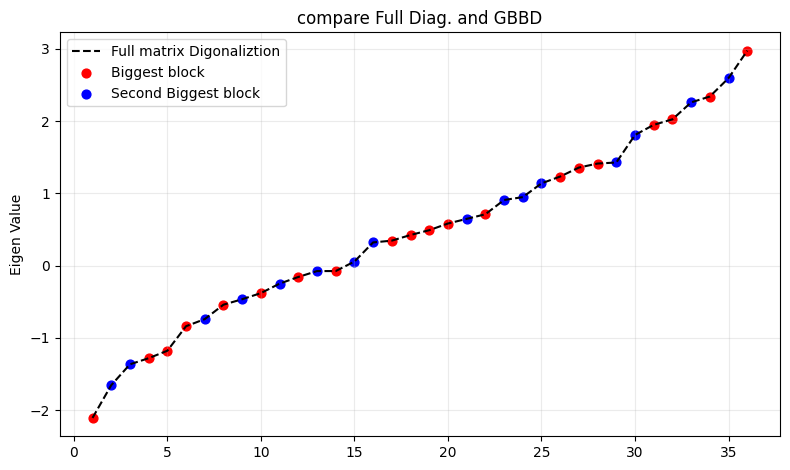 compare Full Diag. and GBBD
Full matrix Digonaliztion
Biggest block
Second Biggest block
Eigen Value
3
2
1
0
−1
−2
0 5 10 15 20 25 30 35